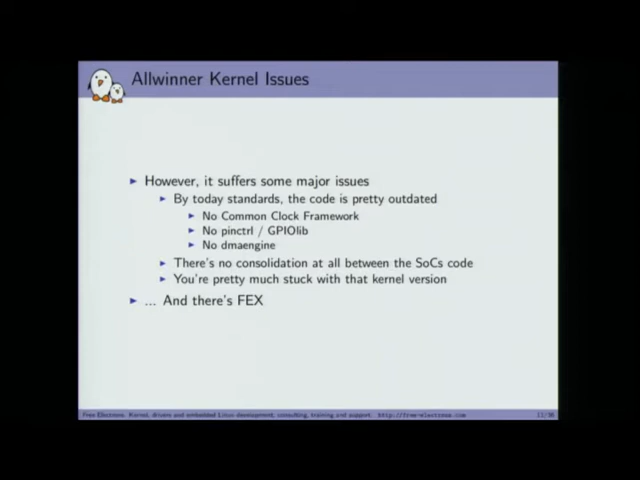 Allwinner Kernel Issues
However, it suffers some major issues
By today standards, the code is pretty outdated
No Common Clock Framework
No pinctrl / GPIOlib
No dmaengine
There's no consolidation at all between the SoCs code
You're pretty much stuck with that kernel version
... And there's FEX
Free Electrons. Kernel, drivers and embedded Linux development, consulting, training and support. http://free-electrons.com